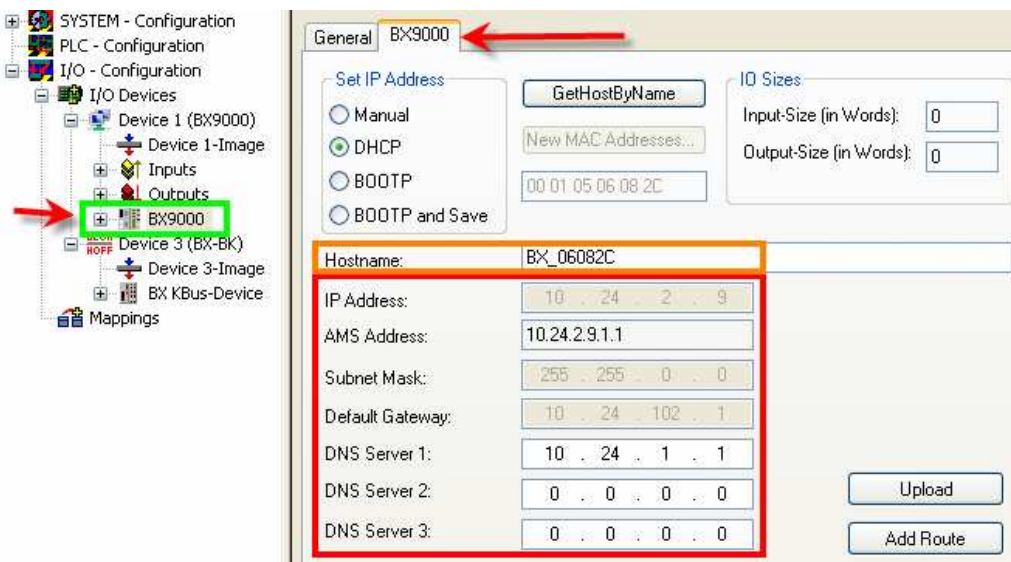 SYSTEM - Configuration
PLC - Configuration
I/O - Configuration
I/O Devices
Device 1 (BX9000)
Device 1-Image
Inputs
Outputs
BX9000
HOFF
Device 3 (BX-BK)
Device 3-Image
BX KBus-Device
Mappings
General
BX9000
Set IP Address
Manual
DHCP
BOOTP
BOOTP and Save
GetHostByName
New MAC Addresses...
00 01 05 06 08 2C
IO Sizes
Input-Size (in Words): 0
Output-Size (in Words): 0
Hostname: BX_06082C
IP Address: 10 . 24 . 2 . 9
AMS Address: 10.24.2.9.1.1
Subnet Mask: 255 . 255 . 0 . 0
Default Gateway: 10 . 24 . 102 . 1
DNS Server 1: 10 . 24 . 1 . 1
DNS Server 2: 0 . 0 . 0 . 0
DNS Server 3: 0 . 0 . 0 . 0
Upload
Add Route